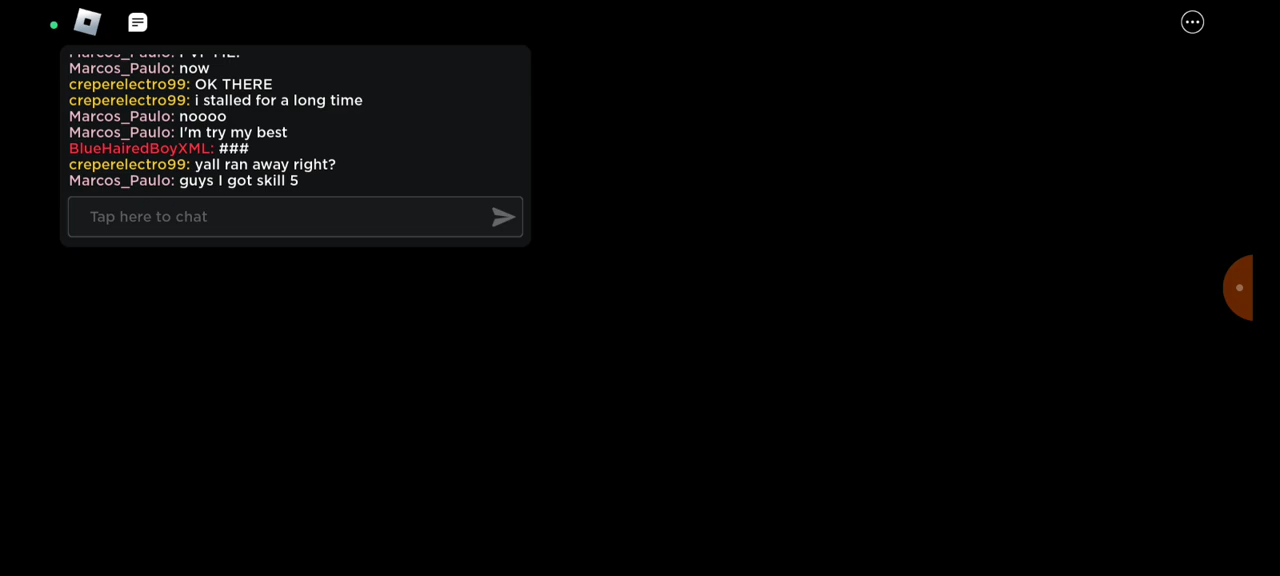 Marcos_Paulo: now
creperelectro99: OK THERE
creperelectro99: i stalled for a long time
Marcos_Paulo: noooo
Marcos_Paulo: I'm try my best
BlueHairedBoyXML: ###
creperelectro99: yall ran away right?
Marcos_Paulo: guys I got skill 5
Tap here to chat